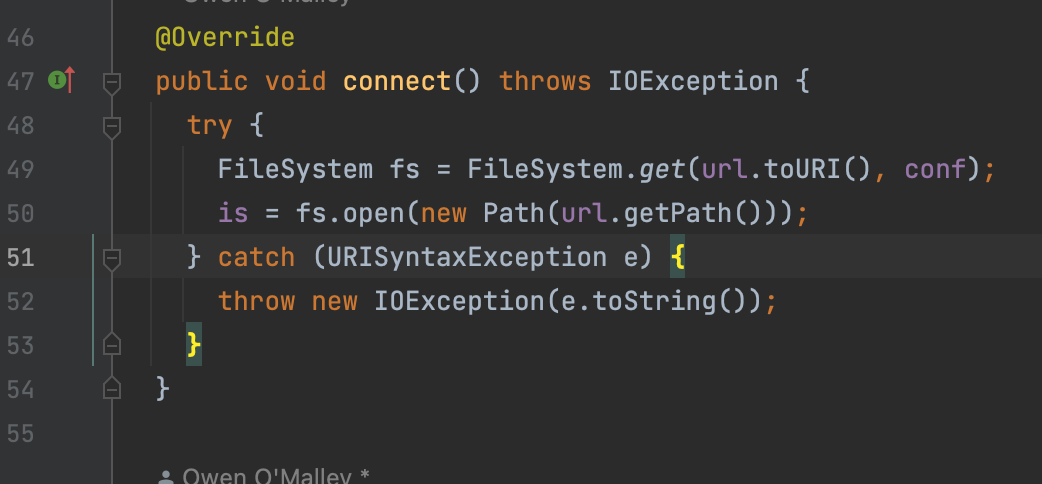 Owen O'Malley
46 @Override
47 public void connect() throws IOException {
48 try {
49 FileSystem fs = FileSystem.get(url.toURI(), conf);
50 is = fs.open(new Path(url.getPath()));
51 } catch (URISyntaxException e) {
52 throw new IOException(e.toString());
53 }
54 }
55
Owen O'Malley *